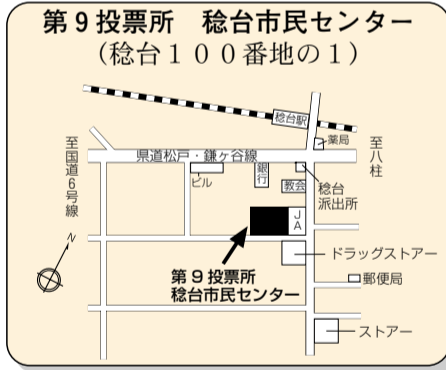 第９投票所　稔台市民センター
（稔台１００番地の１）
稔台駅
薬局
至八柱
至国道6号線
県道松戸・鎌ヶ谷線
ビル
銀行
教会
稔台
派出所
JA
N
ドラッグストアー
第９投票所
稔台市民センター
郵便局
ストアー